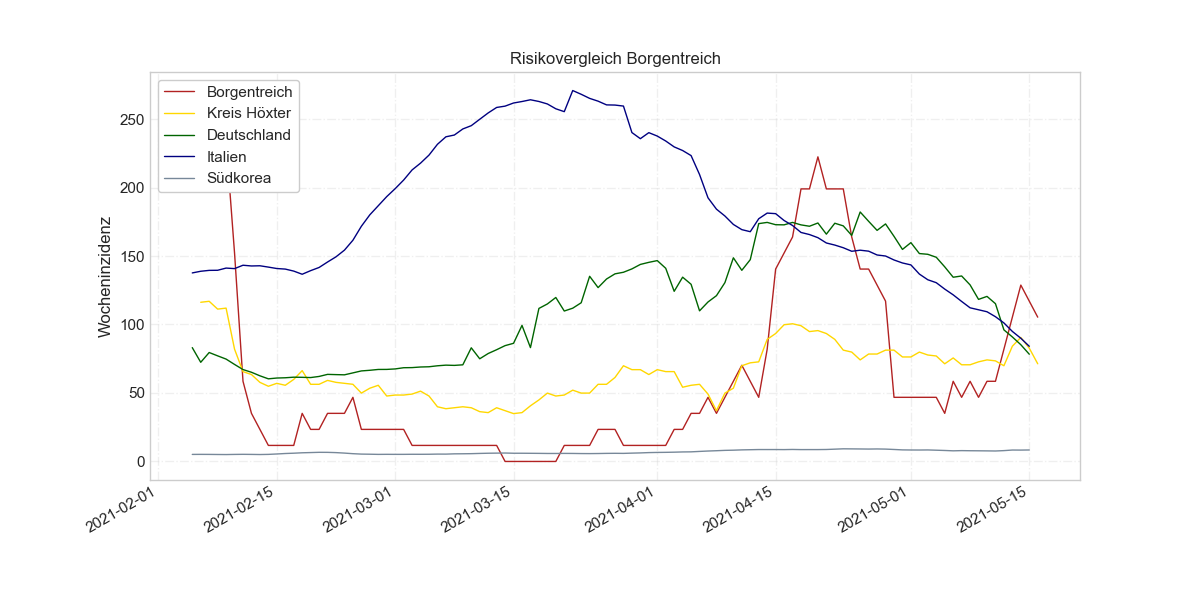 Risikovergleich Borgentreich
Borgentreich
Kreis Höxter
Deutschland
Italien
Südkorea
Wocheninzidenz
250
200
150
100
50
0
2021-02-01
2021-02-15
2021-03-01
2021-03-15
2021-04-01
2021-04-15
2021-05-01
2021-05-15